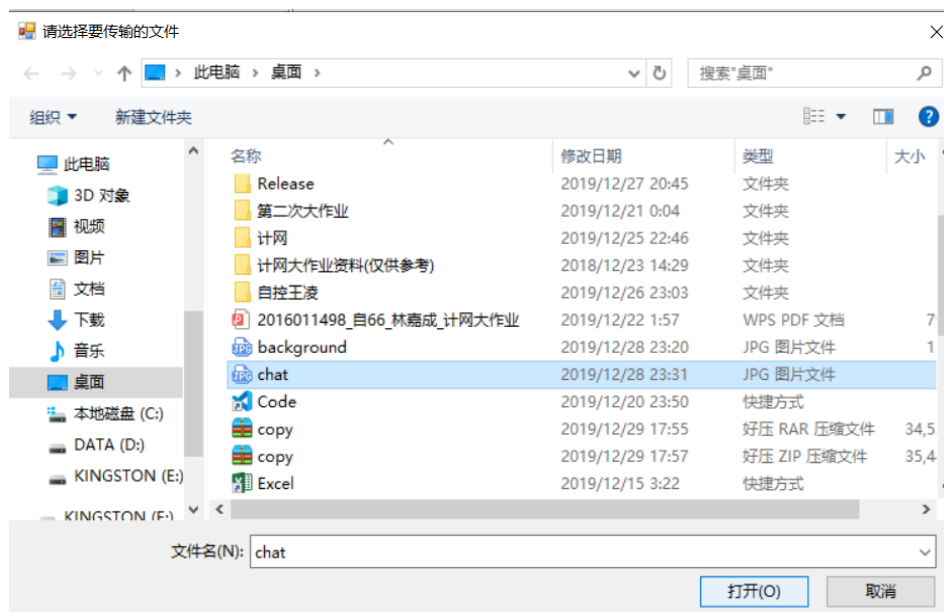 请选择要传输的文件
此电脑 > 桌面 >
搜索"桌面"
组织
新建文件夹
此电脑
3D 对象
视频
图片
文档
下载
音乐
桌面
本地磁盘 (C:)
DATA (D:)
KINGSTON (E:)
KINGSTON (E:)
名称 修改日期 类型 大小
Release 2019/12/27 20:45 文件夹
第二次大作业 2019/12/21 0:04 文件夹
计网 2019/12/25 22:46 文件夹
计网大作业资料(仅供参考) 2018/12/23 14:29 文件夹
自控王凌 2019/12/26 23:03 文件夹
2016011498_自66_林嘉成_计网大作业 2019/12/22 1:57 WPS PDF 文档 7
background 2019/12/28 23:20 JPG 图片文件 1
chat 2019/12/28 23:31 JPG 图片文件
Code 2019/12/20 23:50 快捷方式
copy 2019/12/29 17:55 好压 RAR 压缩文件 34,5
copy 2019/12/29 17:57 好压 ZIP 压缩文件 35,4
Excel 2019/12/15 3:22 快捷方式
文件名(N): chat
打开(O) 取消